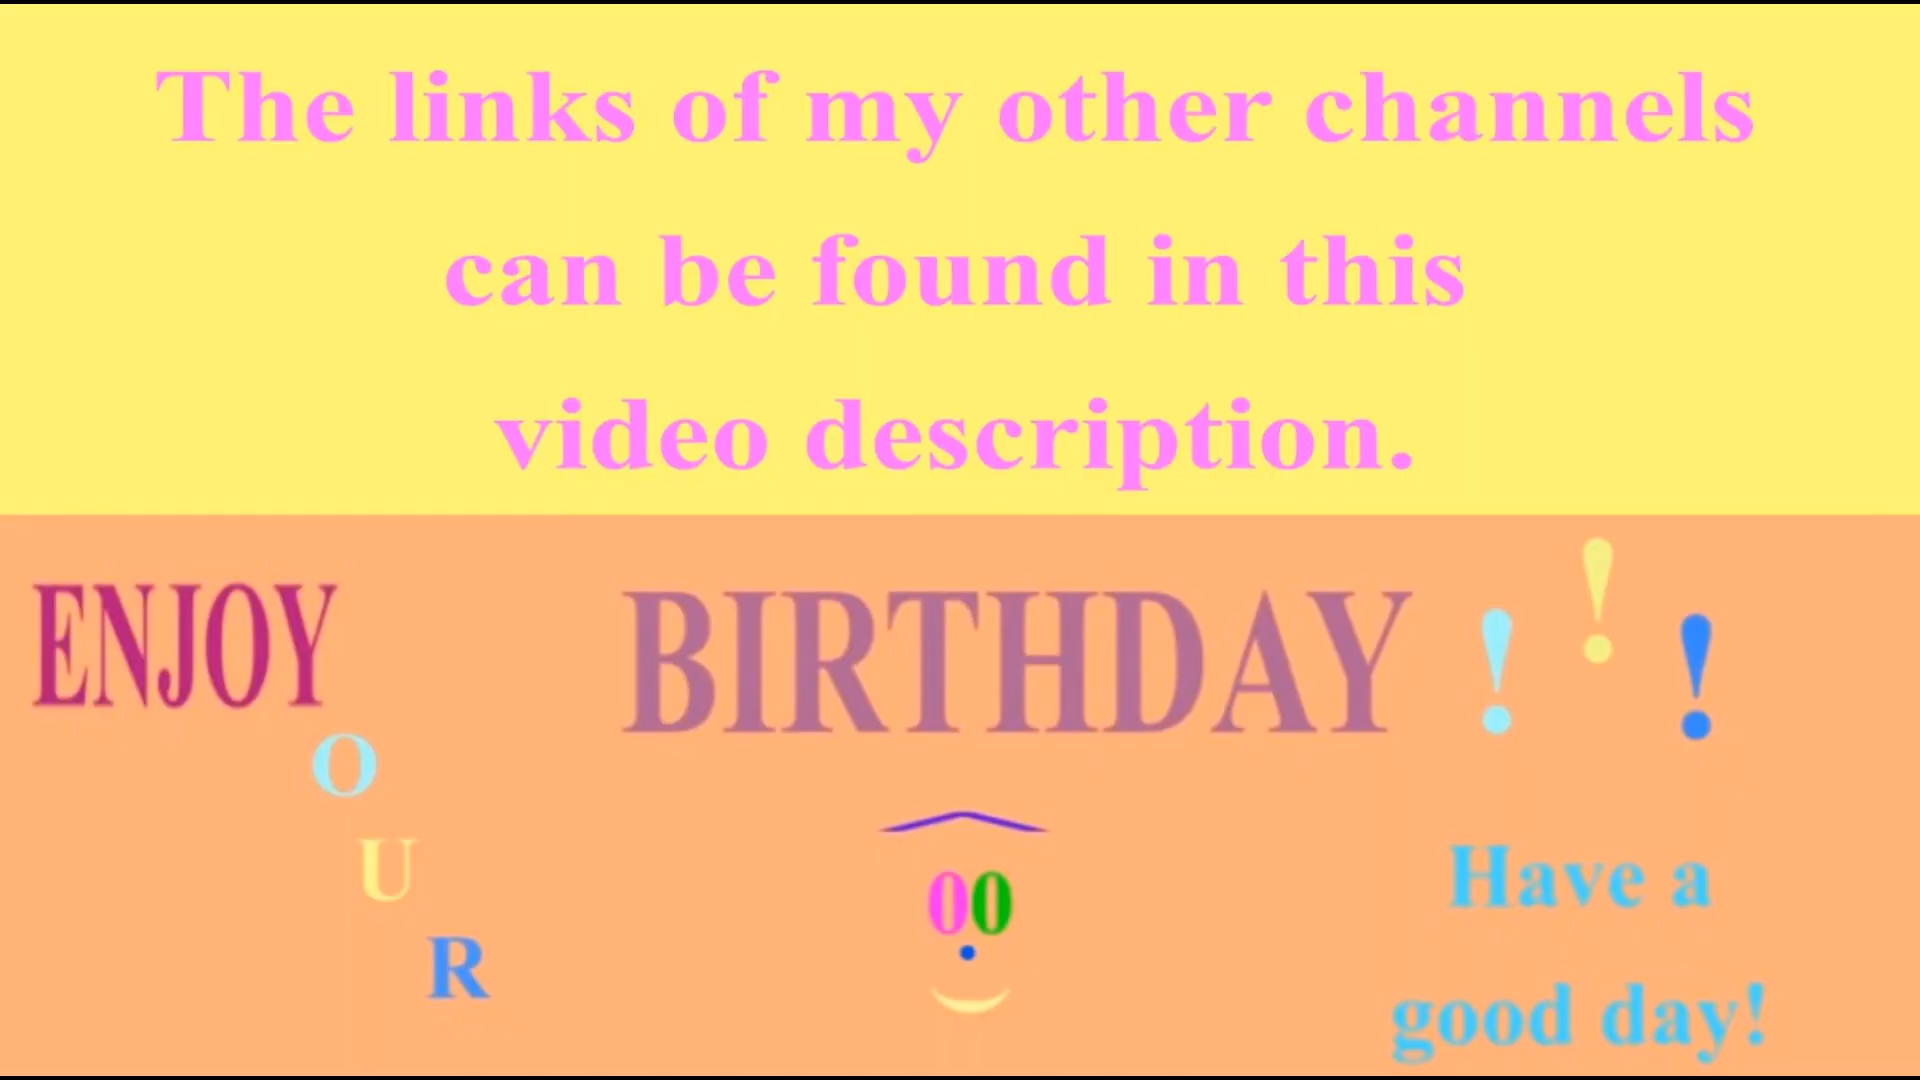 The links of my other channels
can be found in this
video description.
ENJOY
O
U
R
BIRTHDAY ! ! !
00
Have a
good day!